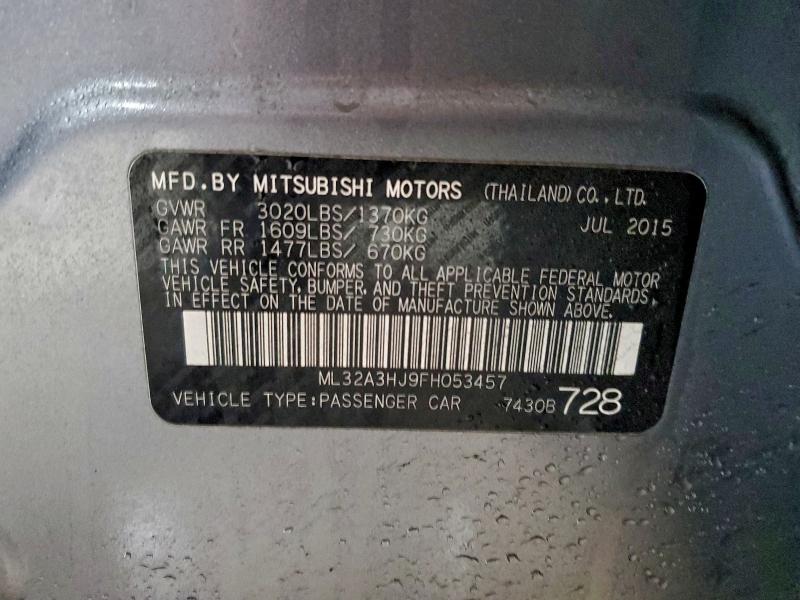 MFD.BY MITSUBISHI MOTORS (THAILAND)CO.,LTD.
GVWR 3020LBS/1370KG JUL 2015
GAWR FR 1609LBS/ 730KG
GAWR RR 1477LBS/ 670KG
THIS VEHICLE CONFORMS TO ALL APPLICABLE FEDERAL MOTOR
VEHICLE SAFETY, BUMPER, AND THEFT PREVENTION STANDARDS
IN EFFECT ON THE DATE OF MANUFACTURE SHOWN ABOVE.
ML32A3HJ9FH053457
VEHICLE TYPE:PASSENGER CAR 7430B 728